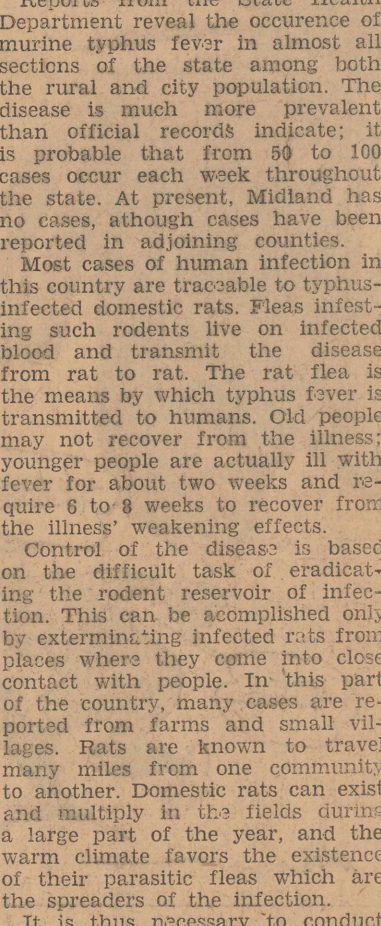 Reports from the State Health
Department reveal the occurence of
murine typhus fever in almost all
sections of the state among both
the rural and city population. The
disease is much more prevalent
than official records indicate; it
is probable that from 50 to 100
cases occur each week throughout
the state. At present, Midland has
no cases, athough cases have been
reported in adjoining counties.
Most cases of human infection in
this country are traceable to typhus-
infected domestic rats. Fleas infest-
ing such rodents live on infected
blood and transmit the disease
from rat to rat. The rat flea is
the means by which typhus fever is
transmitted to humans. Old people
may not recover from the illness;
younger people are actually ill with
fever for about two weeks and re-
quire 6 to 8 weeks to recover from
the illness' weakening effects.
Control of the disease is based
on the difficult task of eradicat-
ing the rodent reservoir of infec-
tion. This can be acomplished only
by exterminating infected rats from
places where they come into close
contact with people. In this part
of the country, many cases are re-
ported from farms and small vil-
lages. Rats are known to travel
many miles from one community
to another. Domestic rats can exist
and multiply in the fields during
a large part of the year, and the
warm climate favors the existence
of their parasitic fleas which are
the spreaders of the infection.
It is thus necessary to conduct